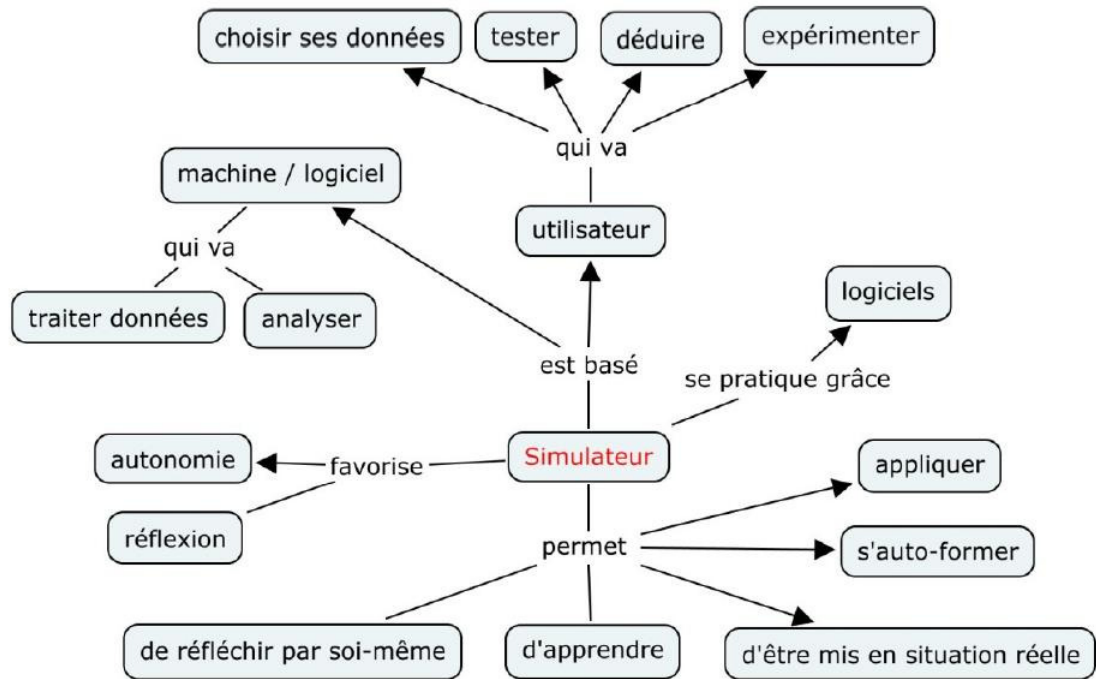 choisir ses données
tester
déduire
expérimenter
qui va
machine / logiciel
utilisateur
qui va
logiciels
traiter données
analyser
est basé
se pratique grâce
autonomie
favorise
Simulateur
appliquer
réflexion
permet
s'auto-former
de réfléchir par soi-même
d'apprendre
d'être mis en situation réelle